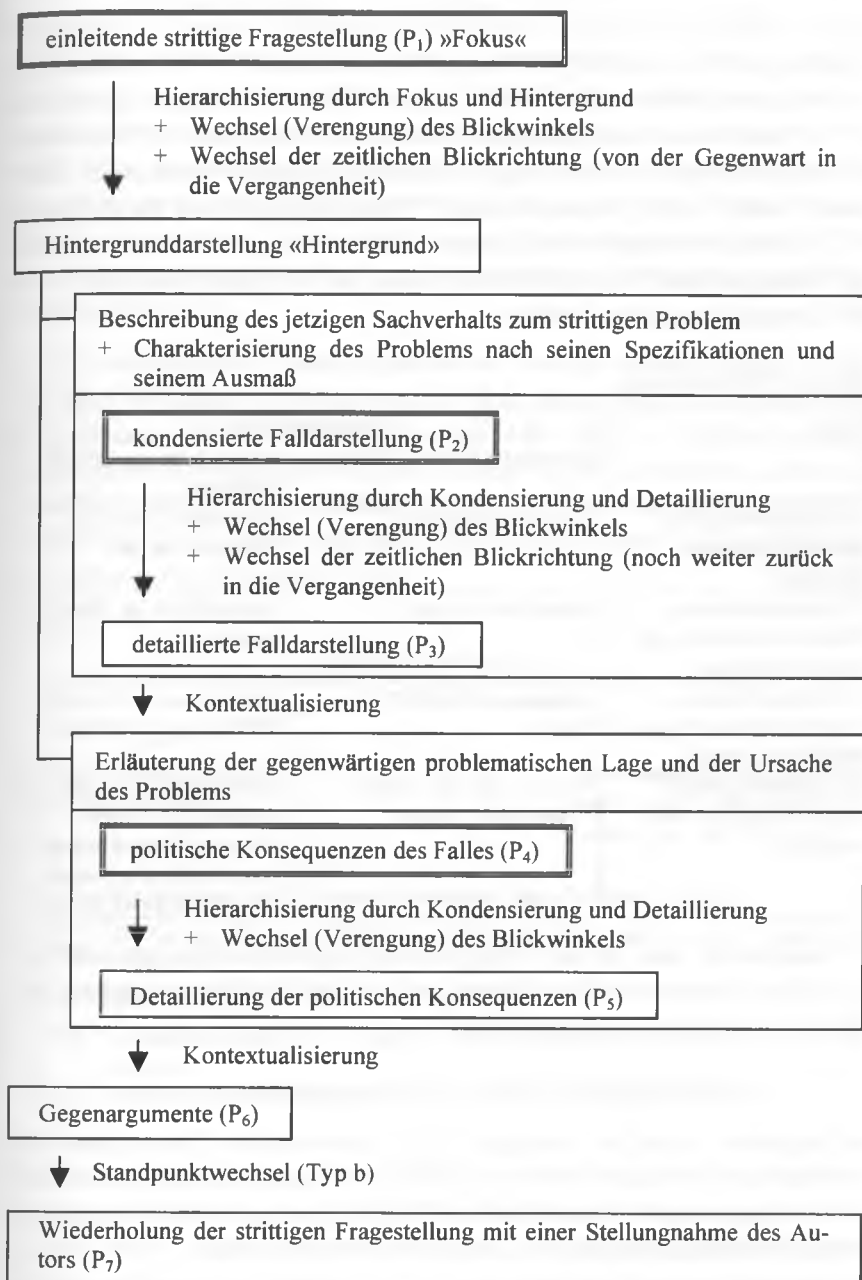 einleitende strittige Fragestellung (P₁) »Fokus«
Hierarchisierung durch Fokus und Hintergrund
+ Wechsel (Verengung) des Blickwinkels
+ Wechsel der zeitlichen Blickrichtung (von der Gegenwart in
die Vergangenheit)
Hintergrunddarstellung «Hintergrund»
Beschreibung des jetzigen Sachverhalts zum strittigen Problem
+ Charakterisierung des Problems nach seinen Spezifikationen und
seinem Ausmaß
kondensierte Falldarstellung (P₂)
Hierarchisierung durch Kondensierung und Detaillierung
+ Wechsel (Verengung) des Blickwinkels
+ Wechsel der zeitlichen Blickrichtung (noch weiter zurück
in die Vergangenheit)
detaillierte Falldarstellung (P₃)
Kontextualisierung
Erläuterung der gegenwärtigen problematischen Lage und der Ursache
des Problems
politische Konsequenzen des Falles (P₄)
Hierarchisierung durch Kondensierung und Detaillierung
+ Wechsel (Verengung) des Blickwinkels
Detaillierung der politischen Konsequenzen (P₅)
Kontextualisierung
Gegenargumente (P₆)
Standpunktwechsel (Typ b)
Wiederholung der strittigen Fragestellung mit einer Stellungnahme des Au-
tors (P₇)